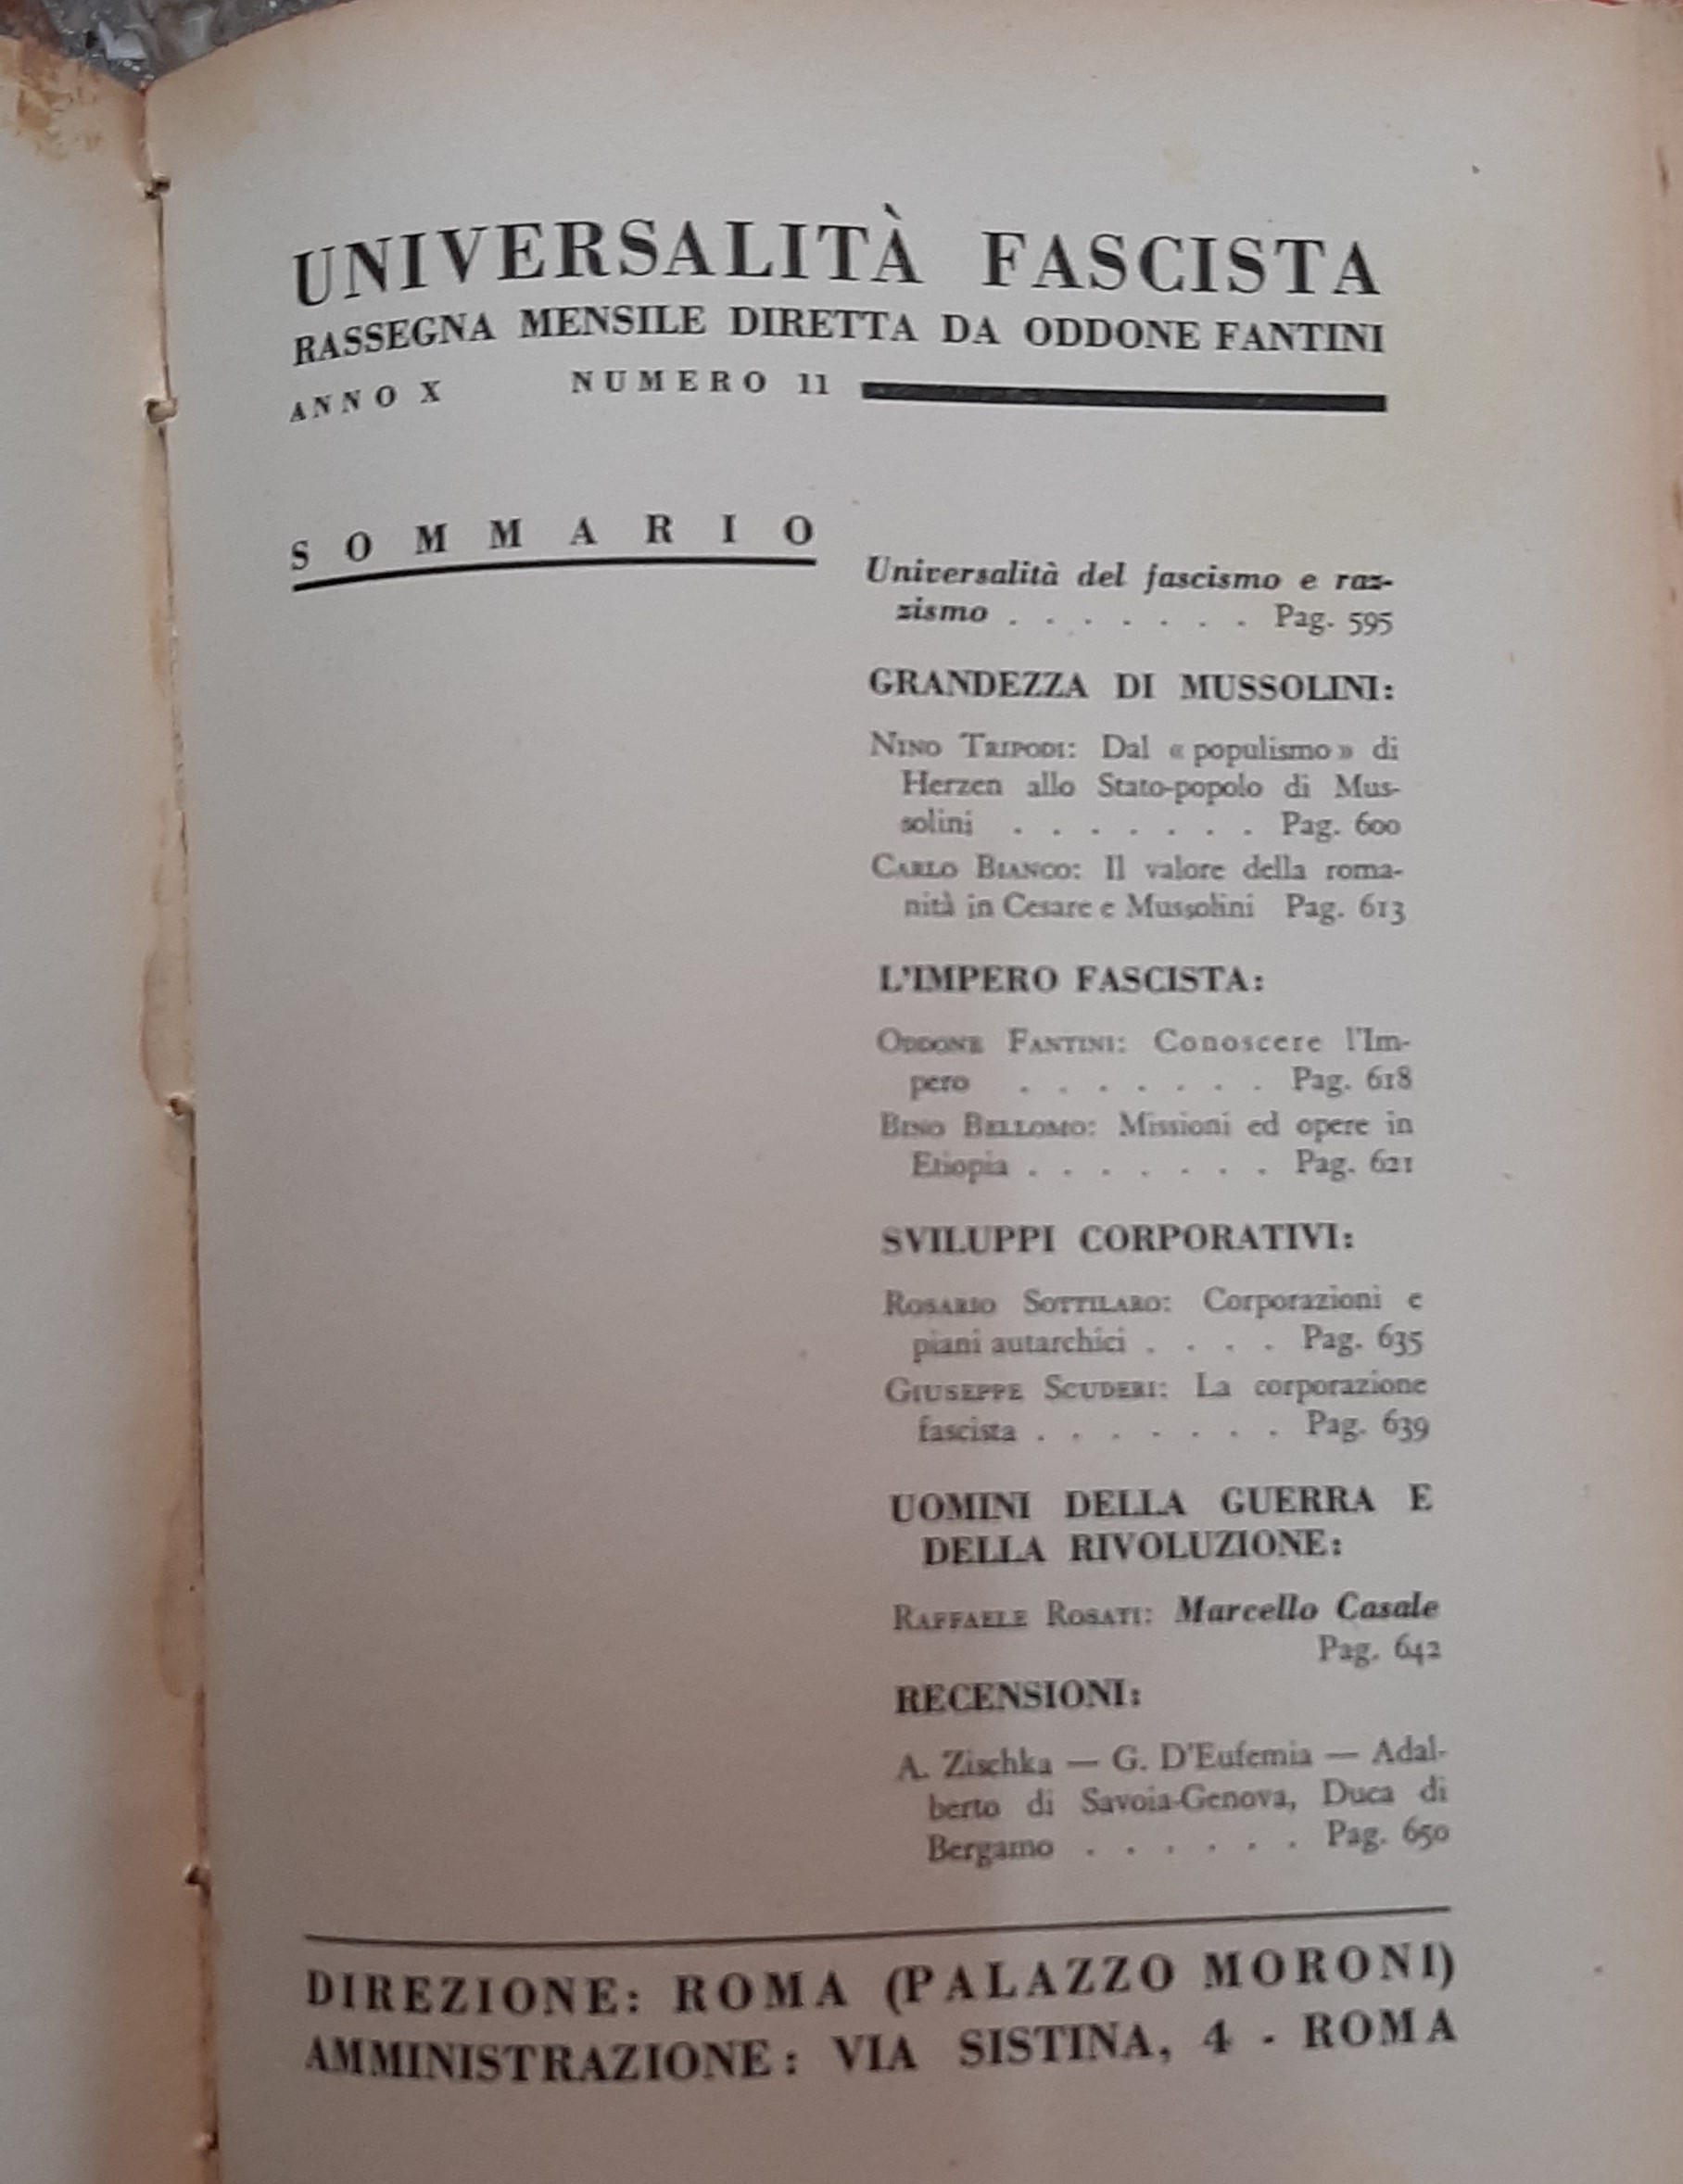 UNIVERSALITÀ FASCISTA
RASSEGNA MENSILE DIRETTA DA ODDONE FANTINI
ANNO X NUMERO 11
SOMMARIO
Universalità del fascismo e raz-
zismo . . . . . . . Pag. 595
GRANDEZZA DI MUSSOLINI:
NINO TRIPODI: Dal « populismo » di
Herzen allo Stato-popolo di Mus-
solini . . . . . . . Pag. 600
CARLO BIANCO: Il valore della roma-
nità in Cesare e Mussolini Pag. 613
L'IMPERO FASCISTA:
ODDONE FANTINI: Conoscere l'Im-
pero . . . . . . . Pag. 618
BINO BELLOMO: Missioni ed opere in
Etiopia . . . . . . . Pag. 621
SVILUPPI CORPORATIVI:
ROSARIO SOTTILARO: Corporazioni e
piani autarchici . . . . Pag. 635
GIUSEPPE SCUDERI: La corporazione
fascista . . . . . . . Pag. 639
UOMINI DELLA GUERRA E
DELLA RIVOLUZIONE:
RAFFAELE ROSATI: Marcello Casale
Pag. 642
RECENSIONI:
A. Zischka — G. D'Eufemia — Adal-
berto di Savoia-Genova, Duca di
Bergamo . . . . . . Pag. 650
DIREZIONE: ROMA (PALAZZO MORONI)
AMMINISTRAZIONE: VIA SISTINA, 4 - ROMA